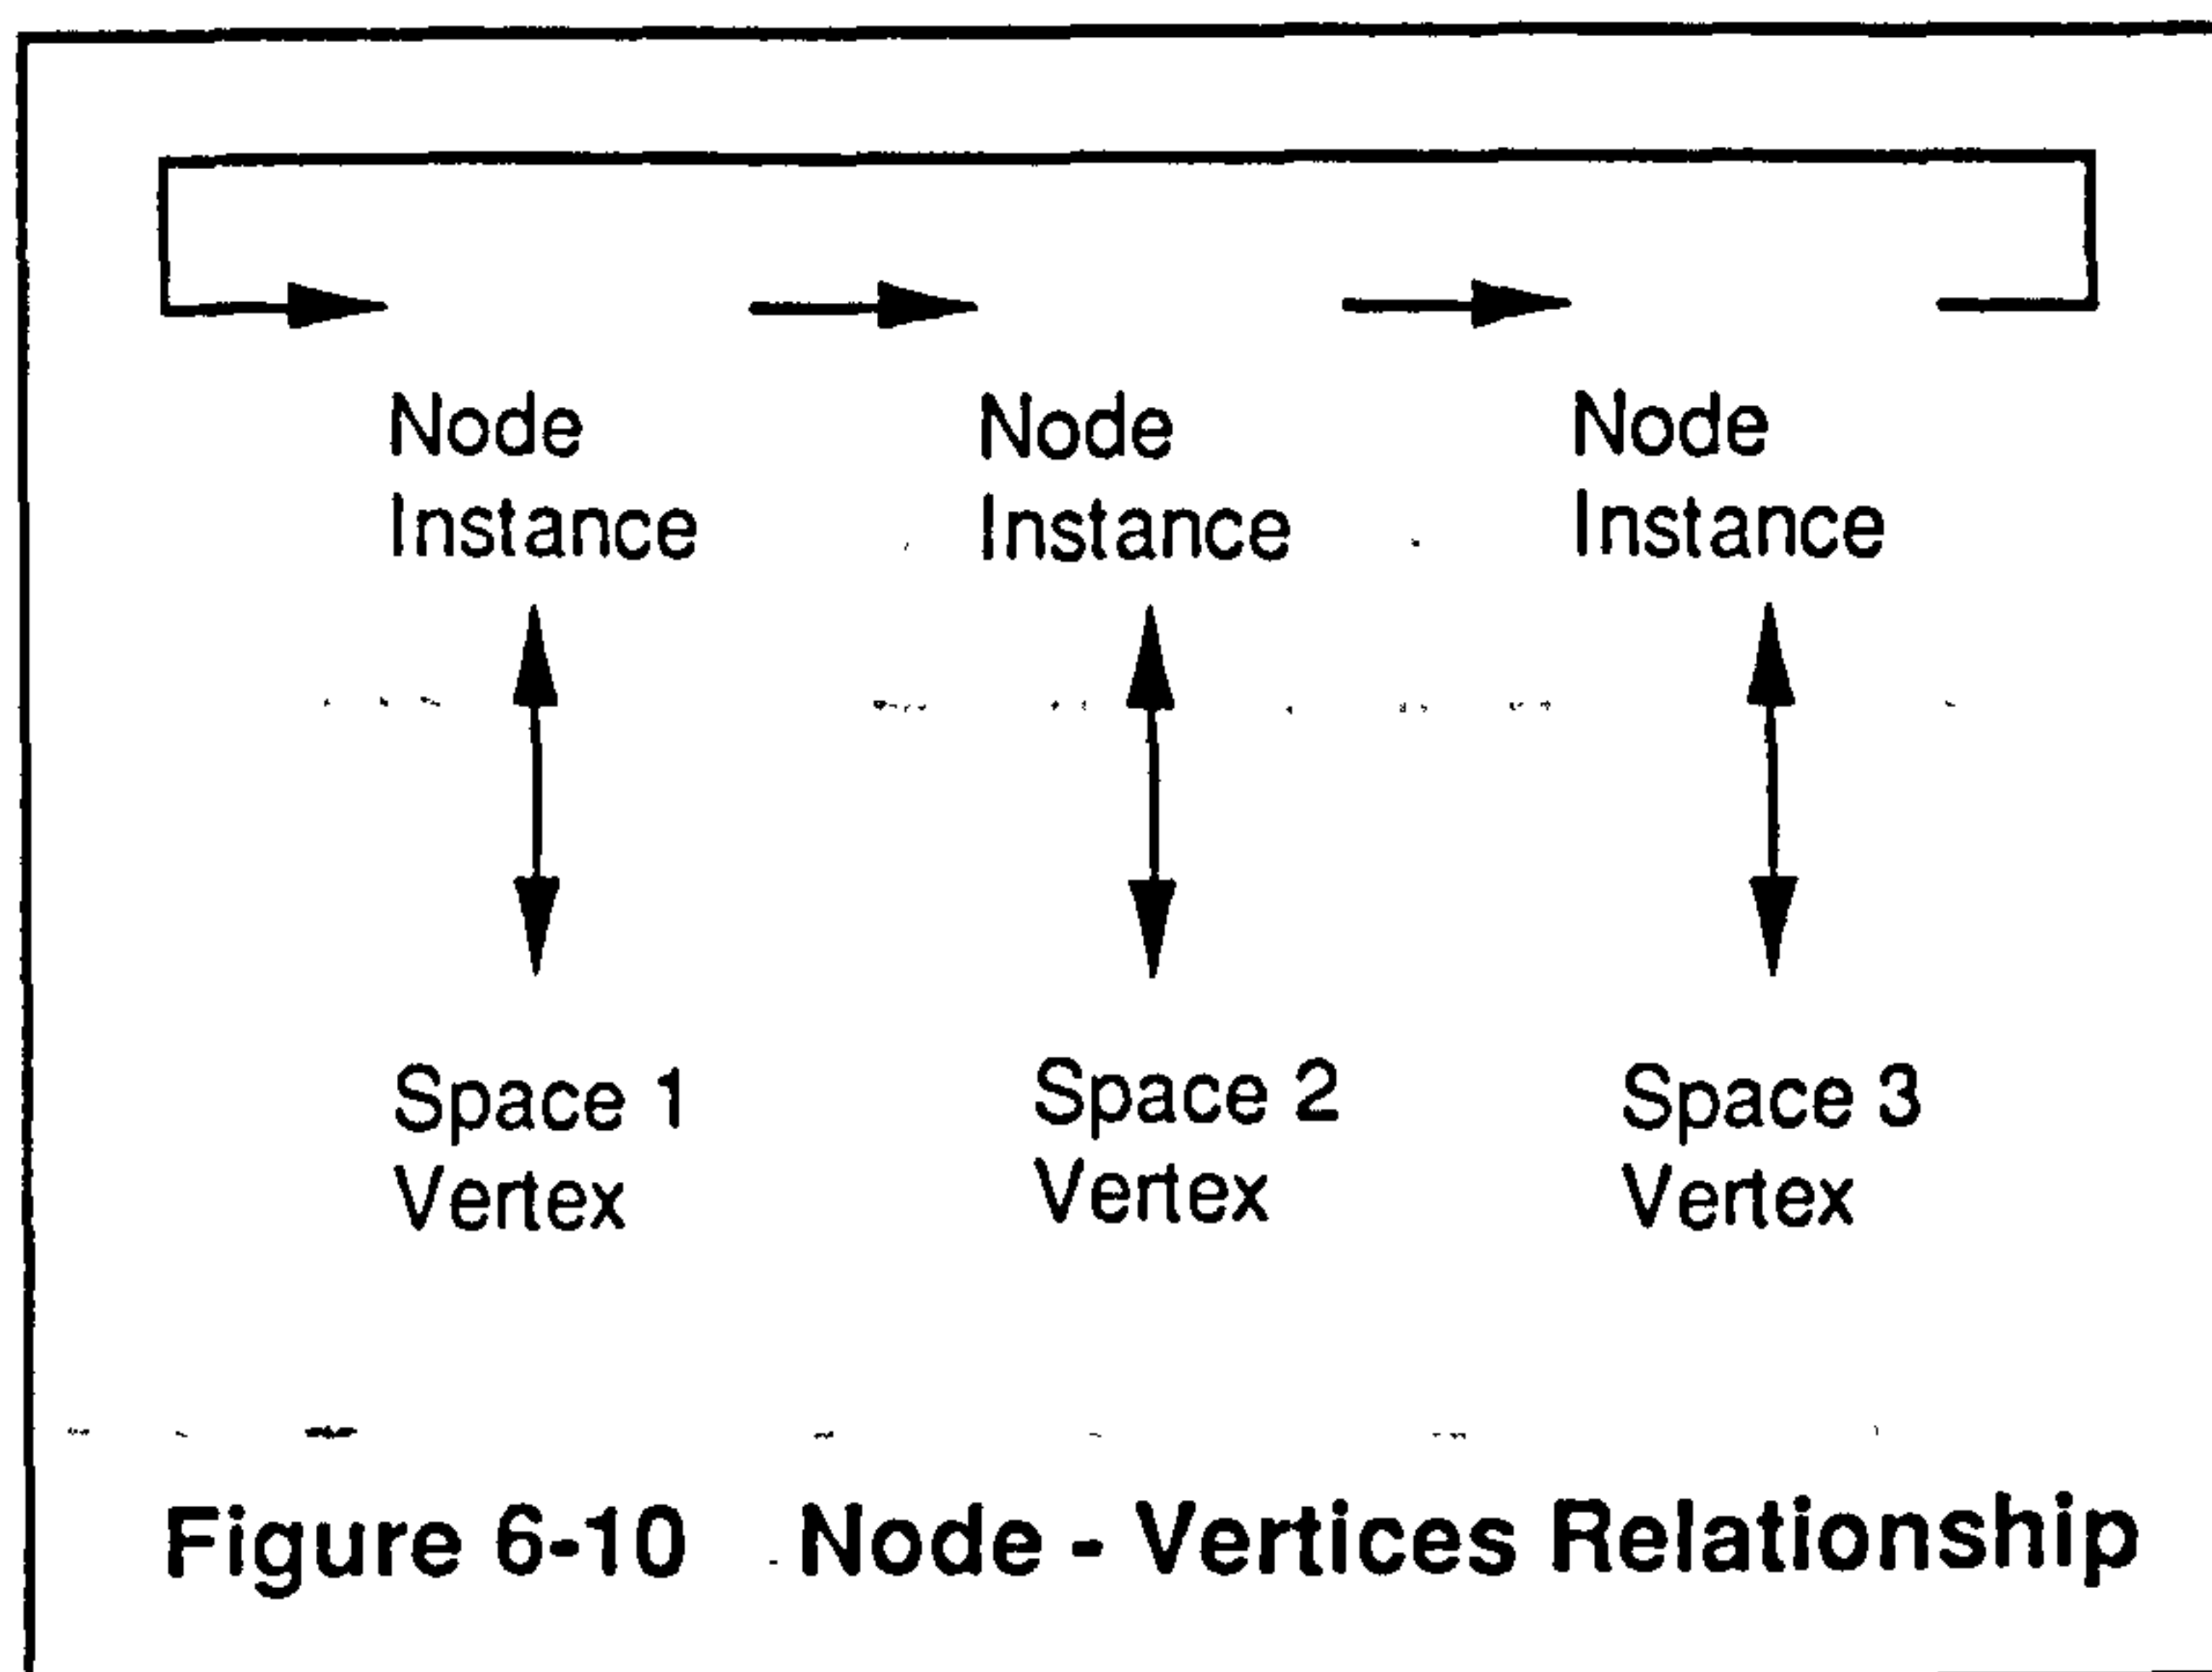 Node
Instance
Node
Instance
Node
Instance
Space 1
Vertex
Space 2
Vertex
Space 3
Vertex
Figure 6-10 Node - Vertices Relationship